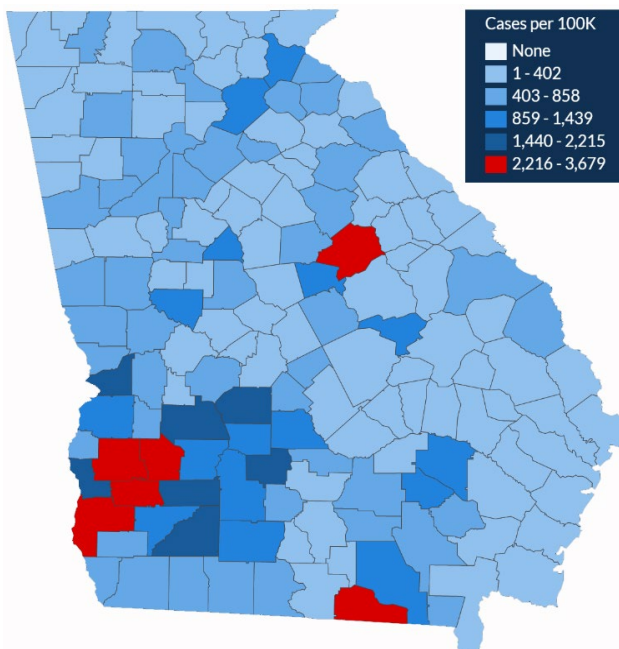 Cases per 100K
None
1 - 402
403 - 858
859 - 1,439
1,440 - 2,215
2,216 - 3,679